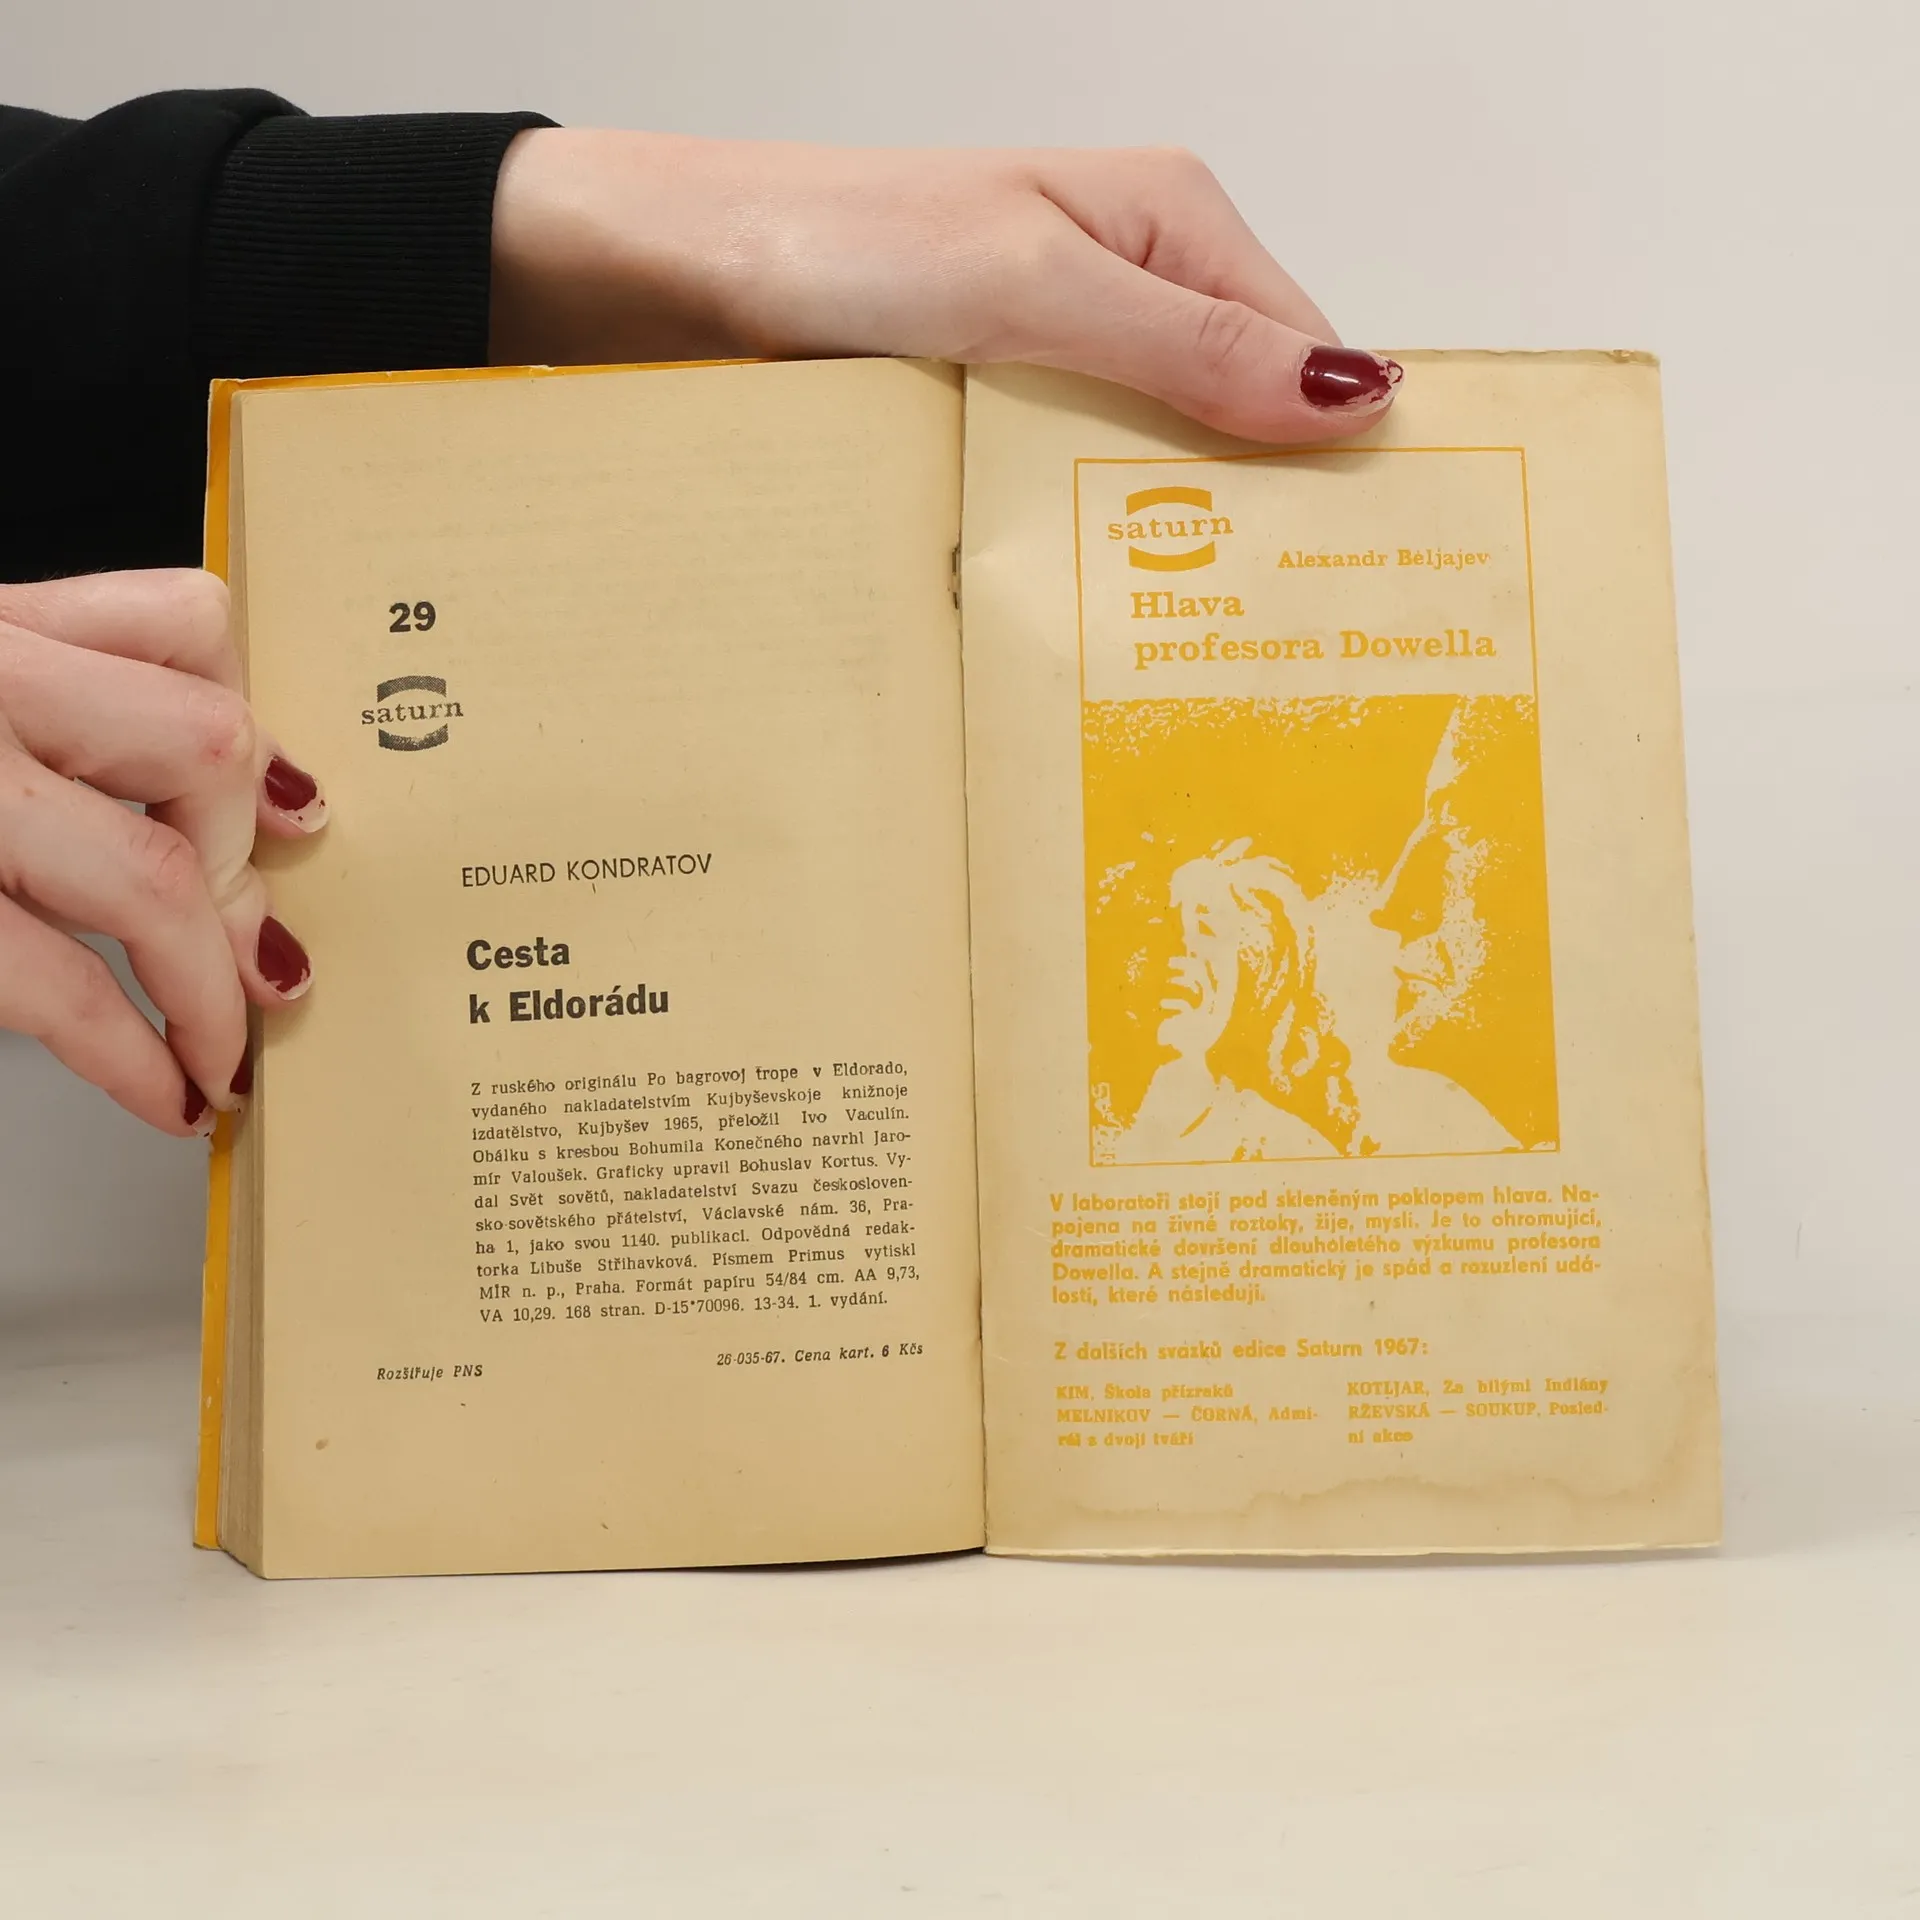 29
saturn
EDUARD KONDRATOV
Cesta
k Eldorádu
Z ruského originálu Po bagrovoj trope v Eldorado,
vydaného nakladatelstvím Kujbyševskoje knižnoje
izdatělstvo, Kujbyšev 1965, přeložil Ivo Vaculín.
Obálku s kresbou Bohumila Konečného navrhl Jaro-
mír Valoušek. Graficky upravil Bohuslav Kortus. Vy-
dal Svět sovětů, nakladatelství Svazu českosloven-
sko-sovětského přátelství, Václavské nám. 36, Pra-
ha 1, jako svou 1140. publikaci. Odpovědná redak-
torka Libuše Střihavková. Písmem Primus vytiskl
MÍR n. p., Praha. Formát papíru 54/84 cm. AA 9,73,
VA 10,29. 168 stran. D-15*70096. 13-34. 1. vydání.
Rozšiřuje PNS
26-035-67. Cena kart. 6 Kčs
saturn
Alexandr Běljajev
Hlava
profesora Dowella
V laboratoři stojí pod skleněným poklopem hlava. Na-
pojena na živné roztoky, žije, myslí. Je to ohromující,
dramatické dovršení dlouholetého výzkumu profesora
Dowella. A stejně dramatický je spád a rozuzlení udá-
losti, které následují.
Z dalších svazků edice Saturn 1967:
KIM, Škola přízraků
MELNIKOV — ČORNÁ, Admi-
rál s dvojí tváří
KOTLJAR, Za bílými Indiány
RŽEVSKÁ — SOUKUP, Posled-
ní akce